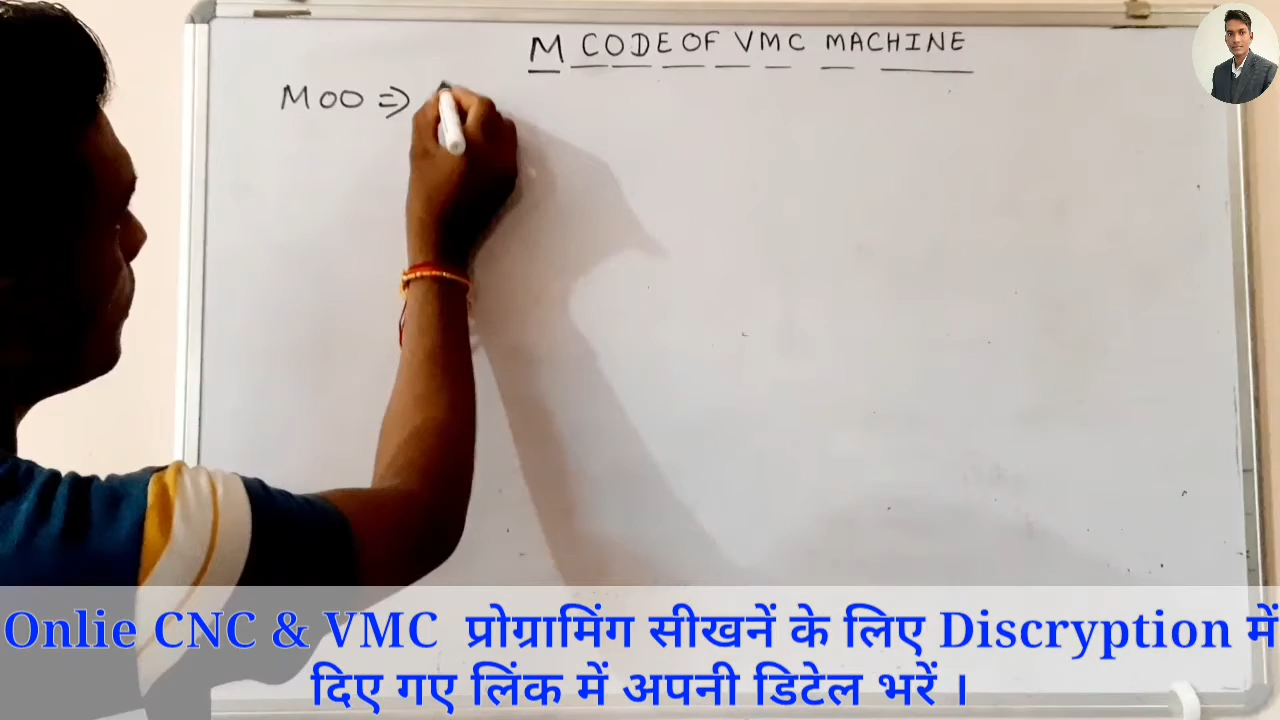 M CODE OF VMC MACHINE
M00 ⇒
Onlie CNC & VMC प्रोग्रामिंग सीखनें के लिए Discryption में
दिए गए लिंक में अपनी डिटेल भरें ।